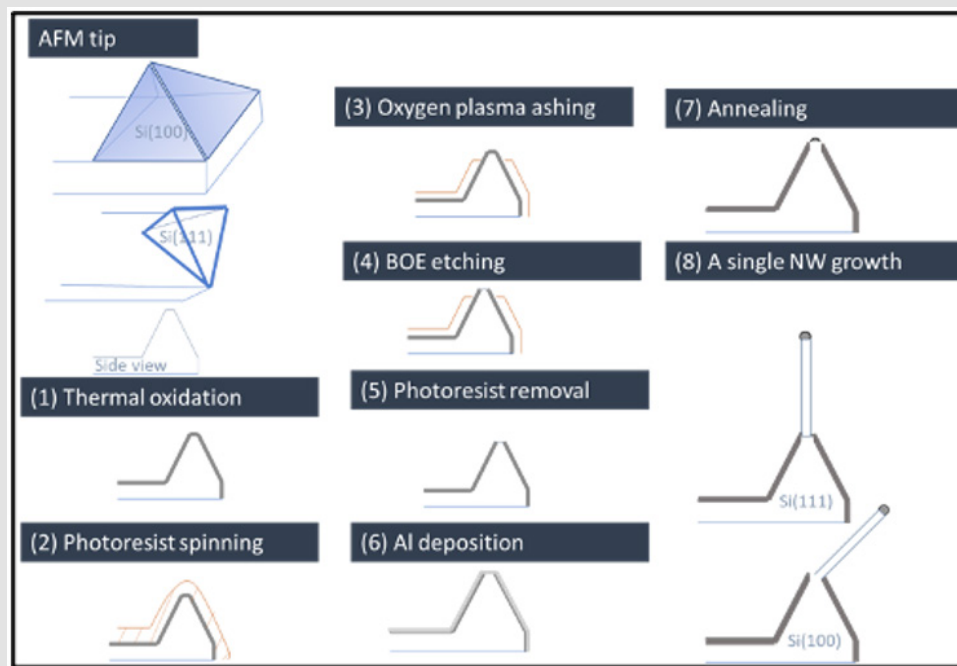 AFM tip
Si(100)
Si(111)
Side view
(1) Thermal oxidation
(2) Photoresist spinning
(3) Oxygen plasma ashing
(4) BOE etching
(5) Photoresist removal
(6) Al deposition
(7) Annealing
(8) A single NW growth
Si(111)
Si(100)